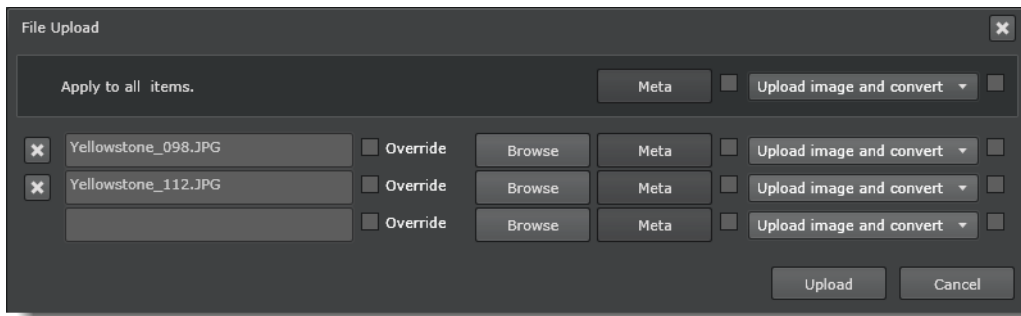 File Upload
Apply to all items. Meta Upload image and convert
Yellowstone_098.JPG Override Browse Meta Upload image and convert
Yellowstone_112.JPG Override Browse Meta Upload image and convert
Override Browse Meta Upload image and convert
Upload Cancel